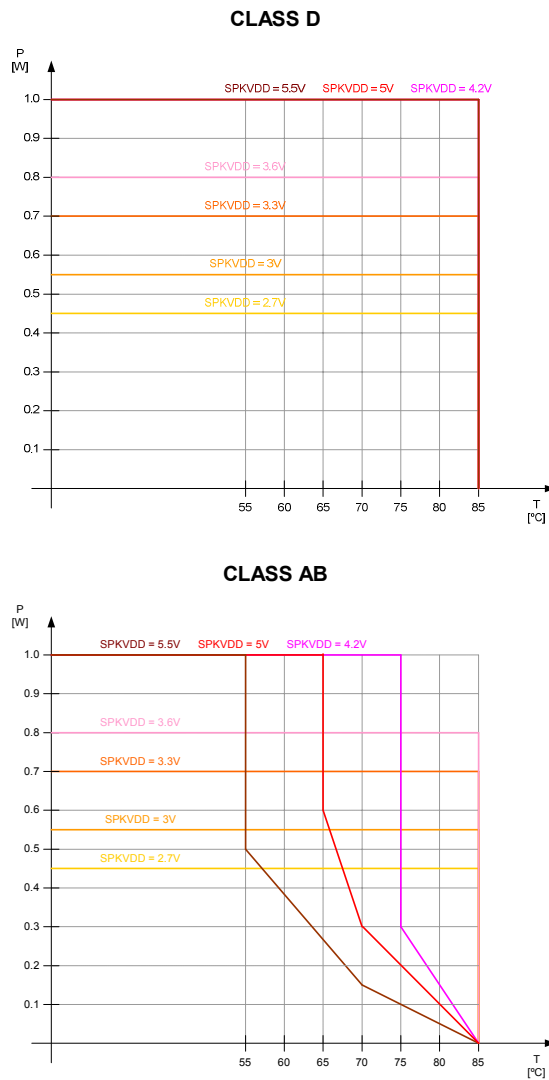 CLASS D
P
[W]
SPKVDD = 5.5V SPKVDD = 5V SPKVDD = 4.2V
1.0
0.9
SPKVDD = 3.6V
0.8
SPKVDD = 3.3V
0.7
0.6
SPKVDD = 3V
0.5
SPKVDD = 2.7V
0.4
0.3
0.2
0.1
55 60 65 70 75 80 85
T
[ºC]
CLASS AB
P
[W]
SPKVDD = 5.5V SPKVDD = 5V SPKVDD = 4.2V
1.0
0.9
SPKVDD = 3.6V
0.8
SPKVDD = 3.3V
0.7
0.6
SPKVDD = 3V
0.5
SPKVDD = 2.7V
0.4
0.3
0.2
0.1
55 60 65 70 75 80 85
T
[ºC]